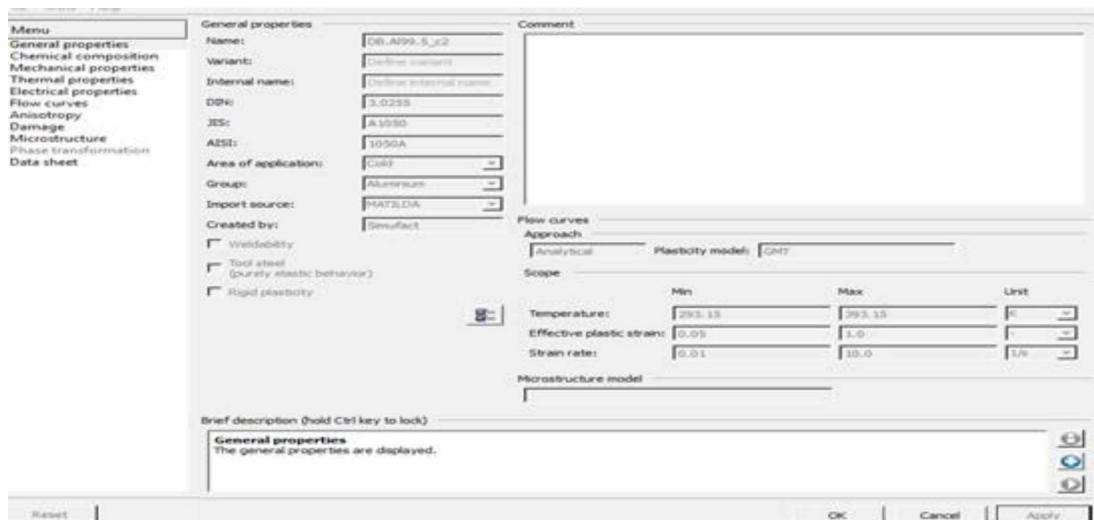 Menu
General properties
Chemical composition
Mechanical properties
Thermal properties
Electrical properties
Flow curves
Anisotropy
Damage
Microstructure
Phase transformation
Data sheet
General properties
Name: DB.Al99.5_c2
Variant: Define variant
Internal name: Define internal name
DIN: 3.0255
JIS: A1050
AISI: 1050A
Area of application: Cold
Group: Aluminium
Import source: MATILDA
Created by: Simufact
Weldability
Tool steel
(purely elastic behavior)
Rigid plasticity
Comment
Flow curves
Approach
Analytical Plasticity model: GMT
Scope
Min Max Unit
Temperature: 293.15 393.15 K
Effective plastic strain: 0.05 1.0 -
Strain rate: 0.01 10.0 1/s
Microstructure model
Brief description (hold Ctrl key to lock)
General properties
The general properties are displayed.
Reset OK Cancel Apply